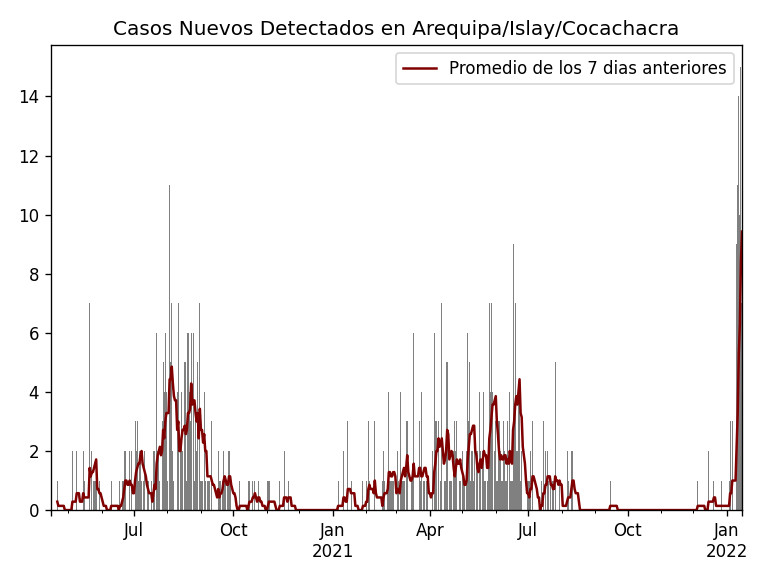 Casos Nuevos Detectados en Arequipa/Islay/Cocachacra
Promedio de los 7 dias anteriores
14
12
10
8
6
4
2
0
Jul
Oct
Jan
2021
Apr
Jul
Oct
Jan
2022